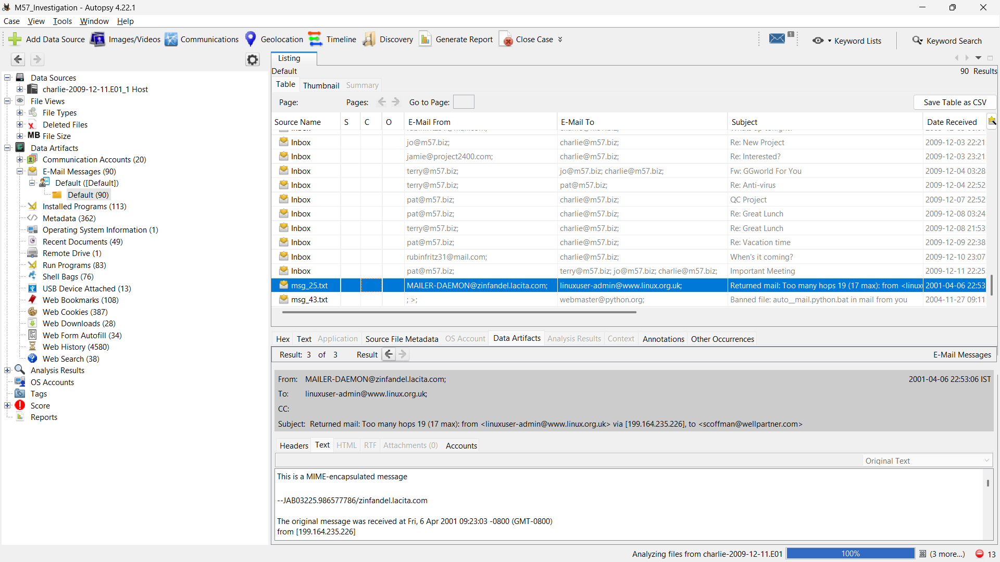 M57_Investigation - Autopsy 4.22.1
Case View Tools Window Help
Add Data Source Images/Videos Communications Geolocation Timeline Discovery Generate Report Close Case 1 Keyword Lists Keyword Search
Listing
Default 90 Results
Table Thumbnail Summary
Page: Pages: Go to Page: Save Table as CSV
Source Name S C O E-Mail From E-Mail To Subject Date Received
Inbox jo@m57.biz; charlie@m57.biz; Re: New Project 2009-12-03 22:21
Inbox jamie@project2400.com; charlie@m57.biz; Re: Interested? 2009-12-03 23:21
Inbox terry@m57.biz; jo@m57.biz; charlie@m57.biz; Fw: GGworld For You 2009-12-04 03:28
Inbox terry@m57.biz; pat@m57.biz; Re: Anti-virus 2009-12-04 22:52
Inbox pat@m57.biz; charlie@m57.biz; QC Project 2009-12-07 22:52
Inbox pat@m57.biz; charlie@m57.biz; Re: Great Lunch 2009-12-08 03:24
Inbox terry@m57.biz; charlie@m57.biz; Re: Great Lunch 2009-12-08 21:53
Inbox pat@m57.biz; charlie@m57.biz; Re: Vacation time 2009-12-09 22:38
Inbox rubinfritz31@mail.com; charlie@m57.biz; When's it coming? 2009-12-10 23:07
Inbox pat@m57.biz; terry@m57.biz; jo@m57.biz; charlie@m57.biz; Important Meeting 2009-12-11 22:25
msg_25.txt MAILER-DAEMON@zinfandel.lacita.com; linuxuser-admin@www.linux.org.uk; Returned mail: Too many hops 19 (17 max): from <linux 2001-04-06 22:53
msg_43.txt ; >; webmaster@python.org; Banned file: auto__mail.python.bat in mail from you 2004-11-27 09:11
Data Sources
charlie-2009-12-11.E01_1 Host
File Views
File Types
Deleted Files
MB File Size
Data Artifacts
Communication Accounts (20)
E-Mail Messages (90)
Default ([Default])
Default (90)
Installed Programs (113)
Metadata (362)
Operating System Information (1)
Recent Documents (49)
Remote Drive (1)
Run Programs (83)
Shell Bags (76)
USB Device Attached (13)
Web Bookmarks (108)
Web Cookies (387)
Web Downloads (28)
Web Form Autofill (34)
Web History (4580)
Web Search (38)
Analysis Results
OS Accounts
Tags
Score
Reports
Hex Text Application Source File Metadata OS Account Data Artifacts Analysis Results Context Annotations Other Occurrences
Result: 3 of 3 Result E-Mail Messages
From: MAILER-DAEMON@zinfandel.lacita.com; 2001-04-06 22:53:06 IST
To: linuxuser-admin@www.linux.org.uk;
CC:
Subject: Returned mail: Too many hops 19 (17 max): from <linuxuser-admin@www.linux.org.uk> via [199.164.235.226], to <scoffman@wellpartner.com>
Headers Text HTML RTF Attachments (0) Accounts
Original Text
This is a MIME-encapsulated message
--JAB03225.986577786/zinfandel.lacita.com
The original message was received at Fri, 6 Apr 2001 09:23:03 -0800 (GMT-0800)
from [199.164.235.226]
Analyzing files from charlie-2009-12-11.E01 100% (3 more...) 13